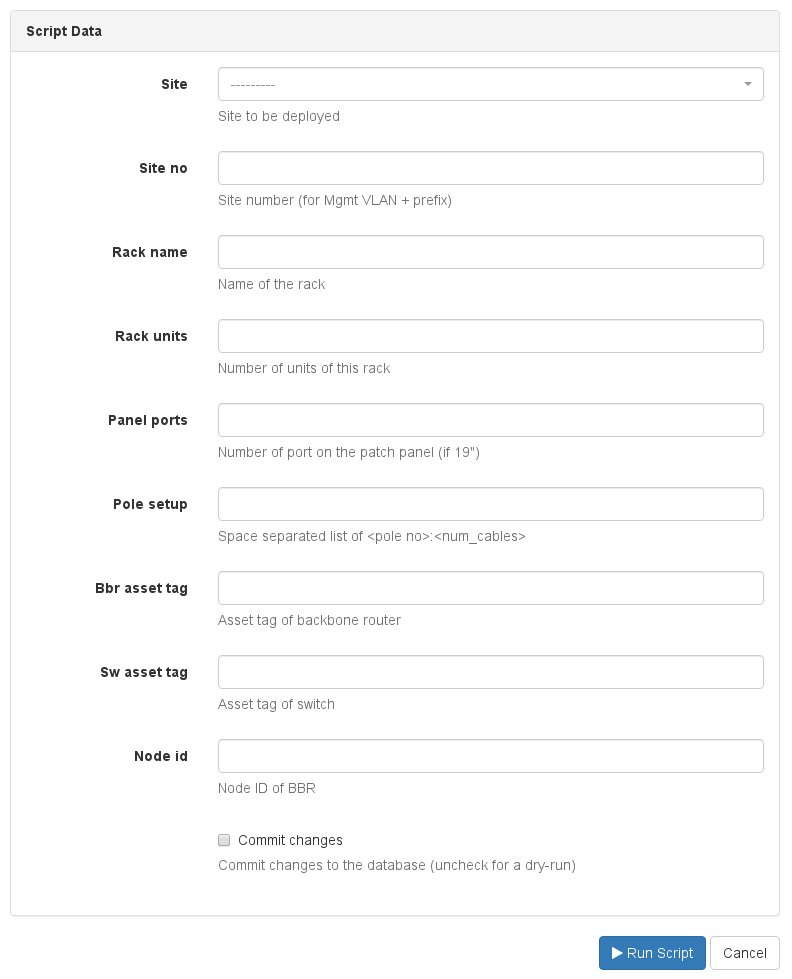 Script Data
Site
---------
Site to be deployed
Site no
Site number (for Mgmt VLAN + prefix)
Rack name
Name of the rack
Rack units
Number of units of this rack
Panel ports
Number of port on the patch panel (if 19")
Pole setup
Space separated list of <pole no>:<num_cables>
Bbr asset tag
Asset tag of backbone router
Sw asset tag
Asset tag of switch
Node id
Node ID of BBR
Commit changes
Commit changes to the database (uncheck for a dry-run)
Run Script Cancel